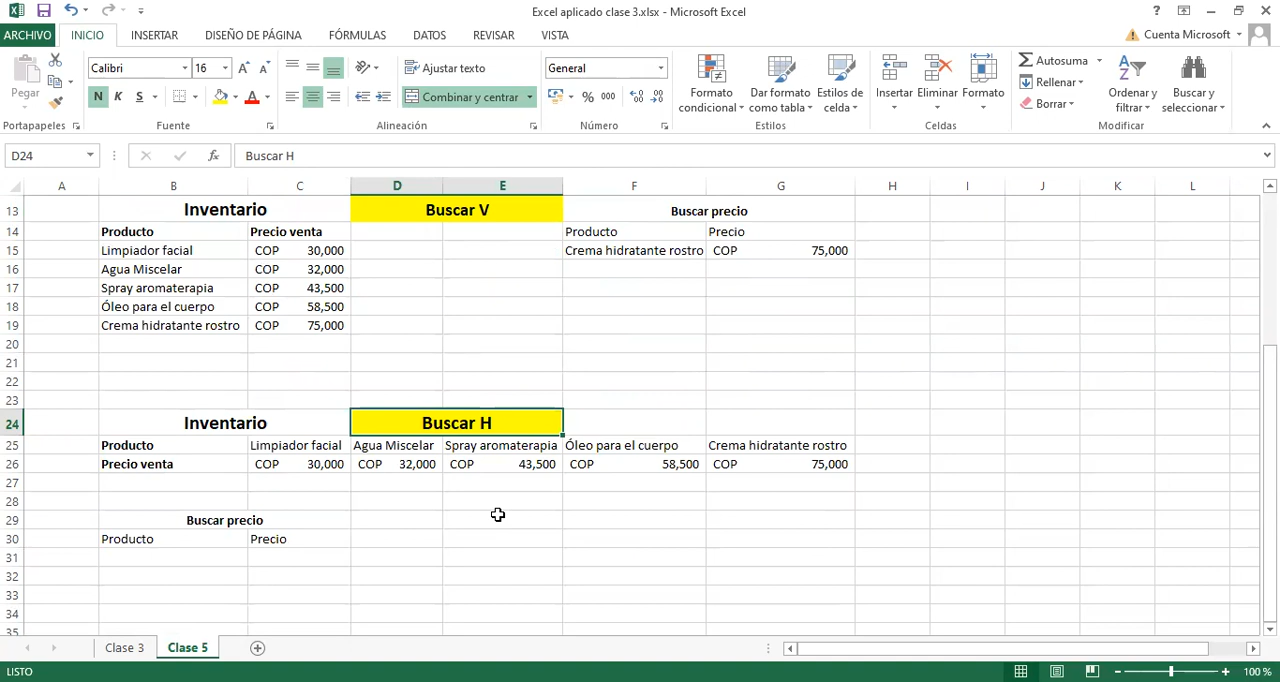 Excel aplicado clase 3.xlsx - Microsoft Excel
ARCHIVO INICIO INSERTAR DISEÑO DE PÁGINA FÓRMULAS DATOS REVISAR VISTA Cuenta Microsoft
Pegar
Calibri 16
N K S
Ajustar texto
Combinar y centrar
General
% 000
Formato condicional
Dar formato como tabla
Estilos de celda
Insertar Eliminar Formato
Autosuma
Rellenar
Borrar
Ordenar y filtrar
Buscar y seleccionar
Portapapeles Fuente Alineación Número Estilos Celdas Modificar
D24 fx Buscar H
A B C D E F G H I J K L
13 Inventario Buscar V Buscar precio
14 Producto Precio venta Producto Precio
15 Limpiador facial COP 30,000 Crema hidratante rostro COP 75,000
16 Agua Miscelar COP 32,000
17 Spray aromaterapia COP 43,500
18 Óleo para el cuerpo COP 58,500
19 Crema hidratante rostro COP 75,000
20
21
22
23
24 Inventario Buscar H
25 Producto Limpiador facial Agua Miscelar Spray aromaterapia Óleo para el cuerpo Crema hidratante rostro
26 Precio venta COP 30,000 COP 32,000 COP 43,500 COP 58,500 COP 75,000
27
28
29 Buscar precio
30 Producto Precio
31
32
33
34
35
Clase 3 Clase 5
LISTO 100 %